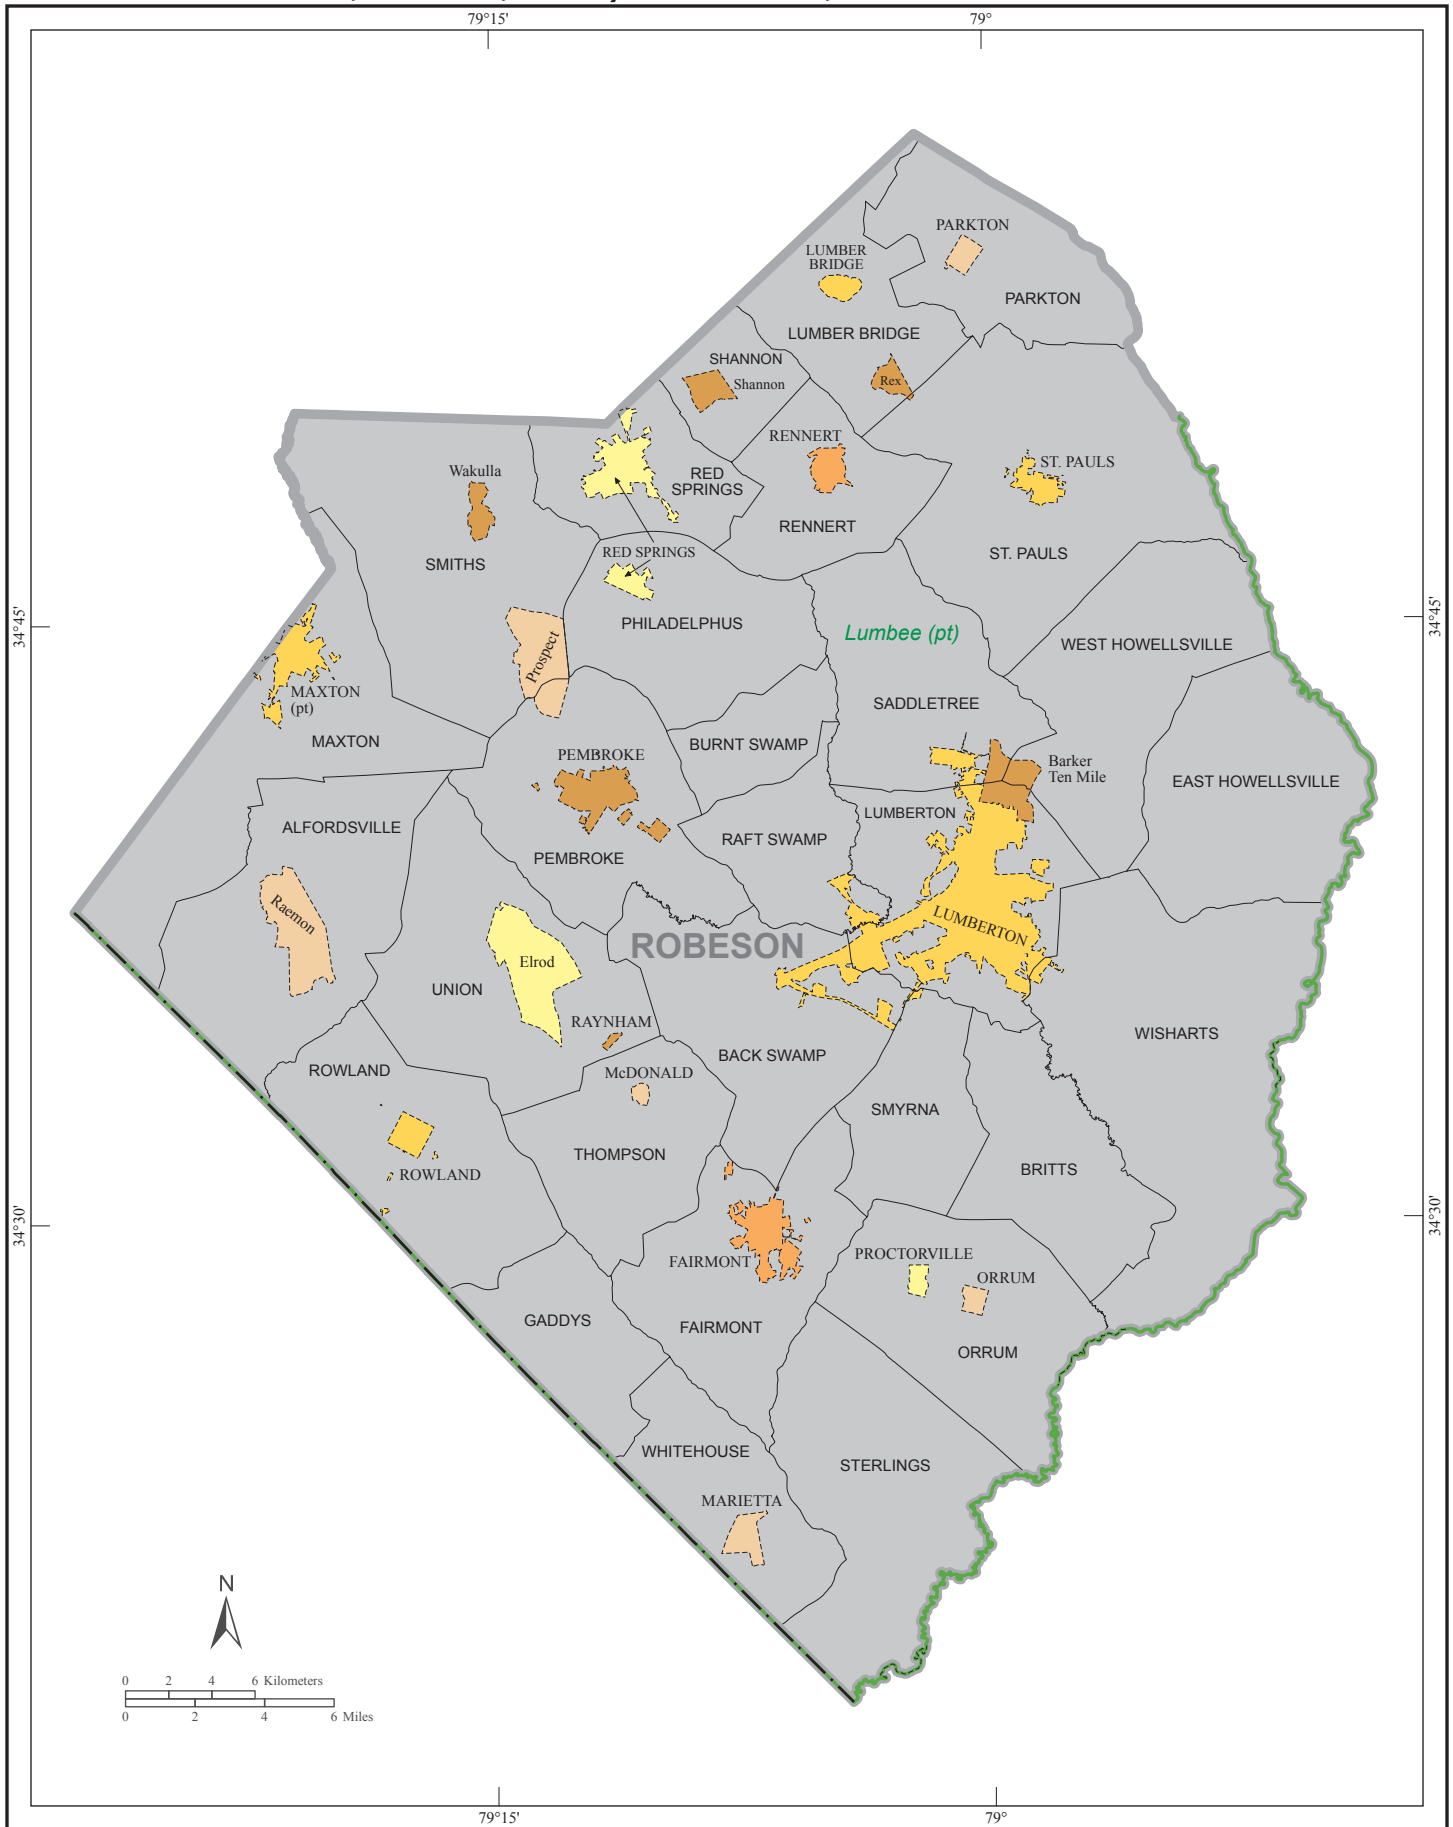 79°15'
79°
PARKTON
LUMBER
BRIDGE
PARKTON
LUMBER BRIDGE
SHANNON
Shannon
Rex
RENNERT
ST. PAULS
Wakulla
RED
SPRINGS
RENNERT
RED SPRINGS
ST. PAULS
SMITHS
34°45'
34°45'
PHILADELPHUS
Lumbee (pt)
WEST HOWELLSVILLE
Prospect
MAXTON
(pt)
SADDLETREE
MAXTON
BURNT SWAMP
PEMBROKE
Barker
Ten Mile
EAST HOWELLSVILLE
LUMBERTON
ALFORDSVILLE
RAFT SWAMP
PEMBROKE
Raemon
LUMBERTON
ROBESON
Elrod
UNION
RAYNHAM
WISHARTS
BACK SWAMP
ROWLAND
McDONALD
SMYRNA
THOMPSON
BRITTS
ROWLAND
34°30'
34°30'
PROCTORVILLE
FAIRMONT
ORRUM
GADDYS
FAIRMONT
ORRUM
WHITEHOUSE
STERLINGS
MARIETTA
N
0 2 4 6 Kilometers
0 2 4 6 Miles
79°15'
79°